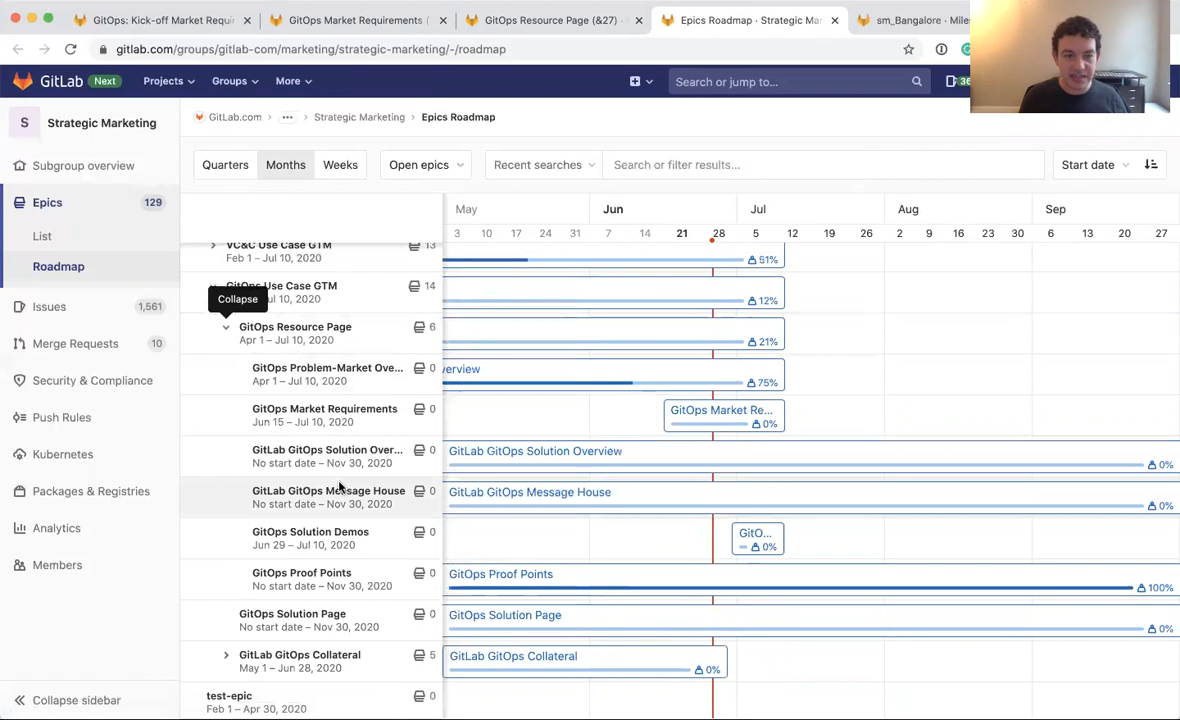 GitOps: Kick-off Market Requi
GitOps Market Requirements (
GitOps Resource Page (&27) ·
Epics Roadmap · Strategic Mar
sm_Bangalore · Miles
gitlab.com/groups/gitlab-com/marketing/strategic-marketing/-/roadmap
GitLab Next Projects Groups More Search or jump to...
S Strategic Marketing
GitLab.com Strategic Marketing Epics Roadmap
Subgroup overview
Epics 129
List
Roadmap
Issues 1,561
Merge Requests 10
Security & Compliance
Push Rules
Kubernetes
Packages & Registries
Analytics
Members
Collapse sidebar
Quarters Months Weeks Open epics Recent searches Search or filter results... Start date
May Jun Jul Aug Sep
3 10 17 24 31 7 14 21 28 5 12 19 26 2 9 16 23 30 6 13 20 27
VC&C Use Case GTM 13
Feb 1 – Jul 10, 2020
GitOps Use Case GTM 14
Jul 10, 2020
Collapse
GitOps Resource Page 6
Apr 1 – Jul 10, 2020
GitOps Problem-Market Ove... 0
Apr 1 – Jul 10, 2020
GitOps Market Requirements 0
Jun 15 – Jul 10, 2020
GitLab GitOps Solution Over... 0
No start date – Nov 30, 2020
GitLab GitOps Message House 0
No start date – Nov 30, 2020
GitOps Solution Demos 0
Jun 29 – Jul 10, 2020
GitOps Proof Points 0
No start date – Nov 30, 2020
GitOps Solution Page 0
No start date – Nov 30, 2020
GitLab GitOps Collateral 5
May 1 – Jun 28, 2020
test-epic 0
Feb 1 – Apr 30, 2020
12%
21%
verview
75%
GitOps Market Re...
0%
GitLab GitOps Solution Overview
0%
GitLab GitOps Message House
0%
GitO...
0%
GitOps Proof Points
100%
GitOps Solution Page
0%
GitLab GitOps Collateral
0%